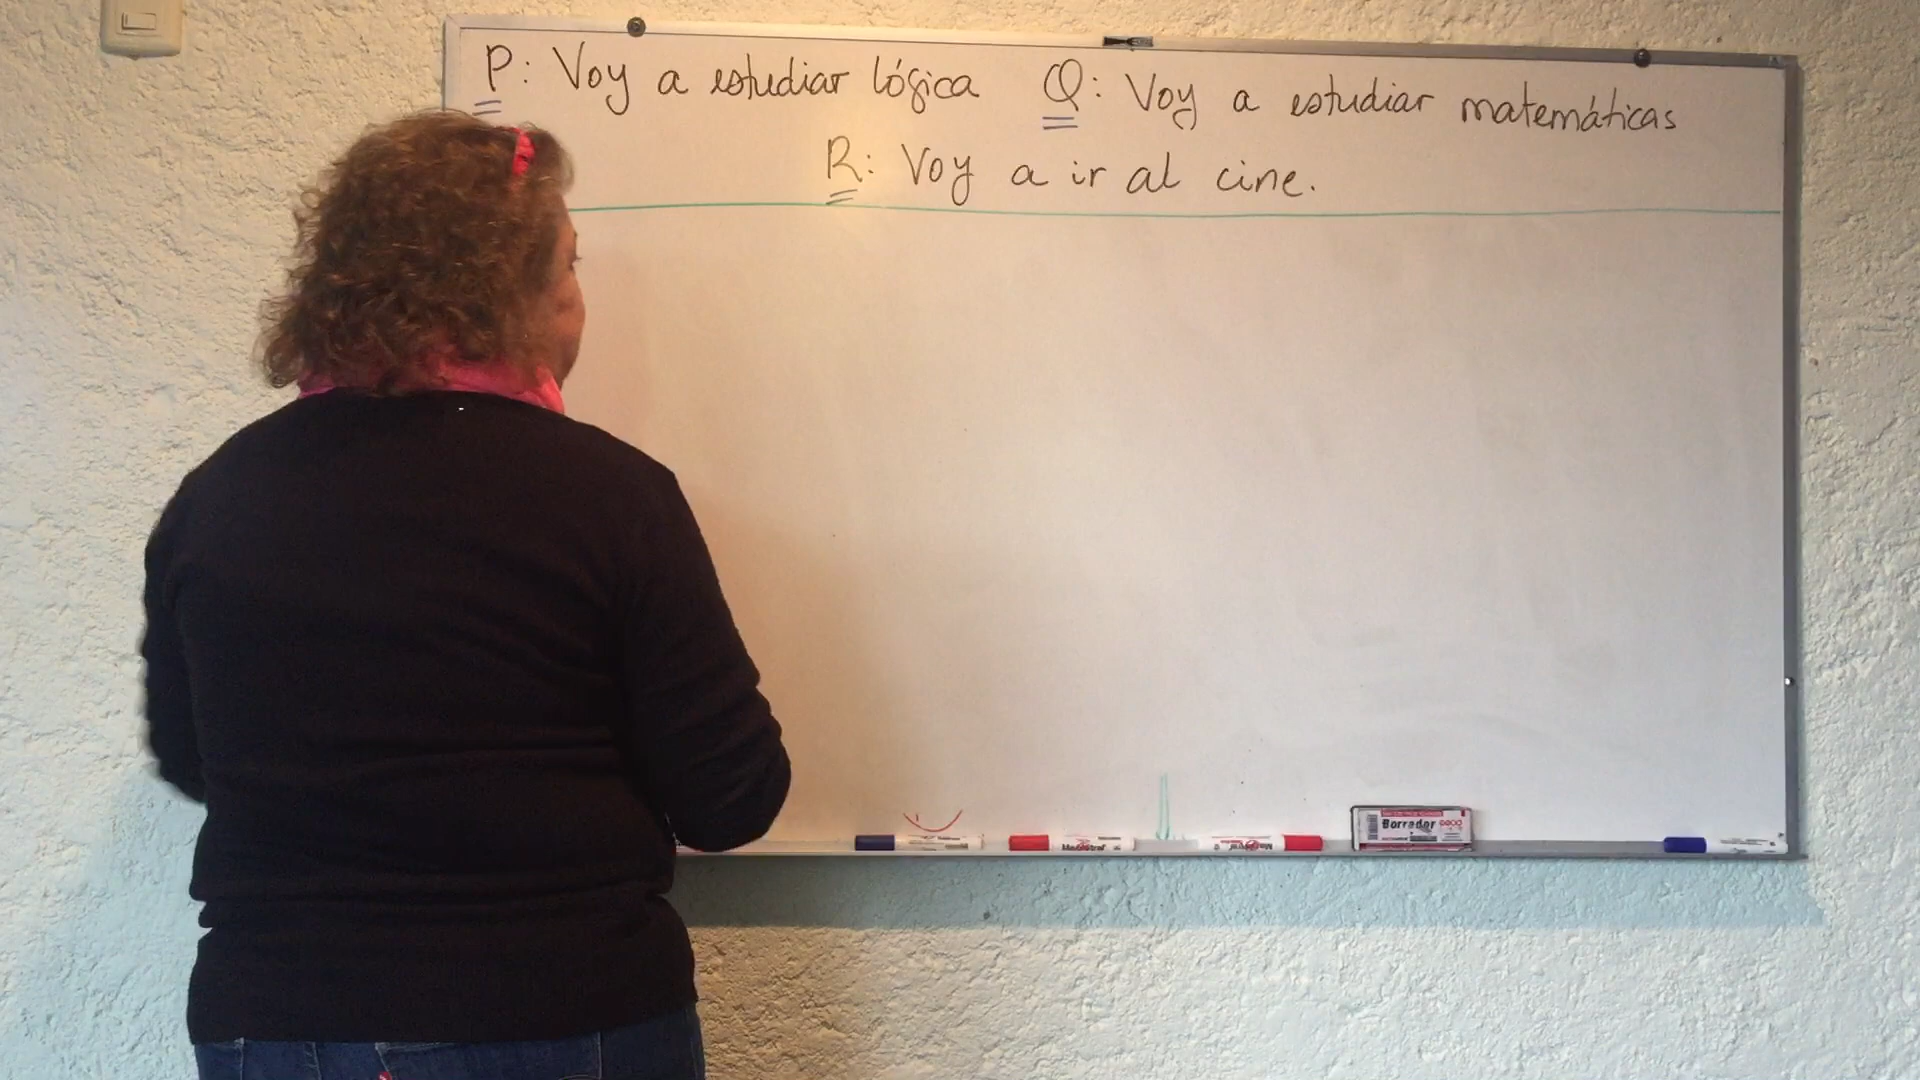 P: Voy a estudiar lógica Q: Voy a estudiar matemáticas
R: Voy a ir al cine.
Borrador